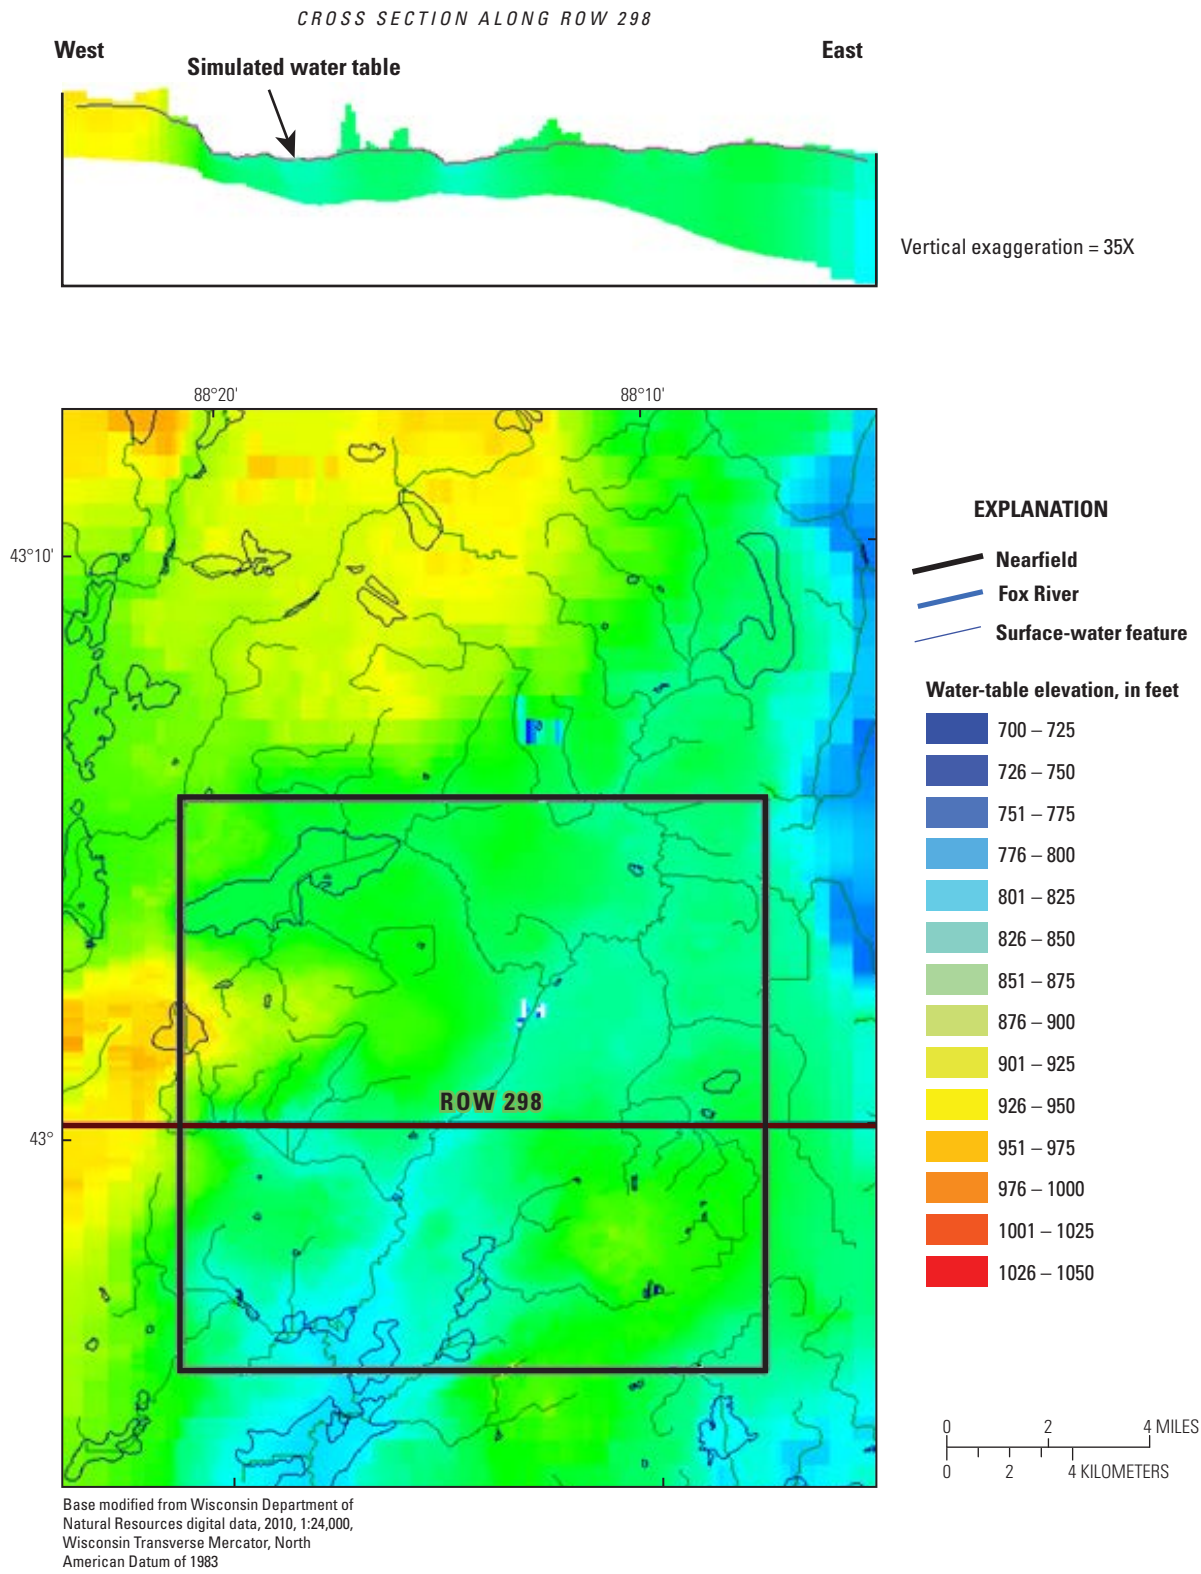 CROSS SECTION ALONG ROW 298
West
East
Simulated water table
Vertical exaggeration = 35X
88°20'
88°10'
43°10'
43°
ROW 298
EXPLANATION
Nearfield
Fox River
Surface-water feature
Water-table elevation, in feet
700 – 725
726 – 750
751 – 775
776 – 800
801 – 825
826 – 850
851 – 875
876 – 900
901 – 925
926 – 950
951 – 975
976 – 1000
1001 – 1025
1026 – 1050
0 2 4 MILES
0 2 4 KILOMETERS
Base modified from Wisconsin Department of
Natural Resources digital data, 2010, 1:24,000,
Wisconsin Transverse Mercator, North
American Datum of 1983